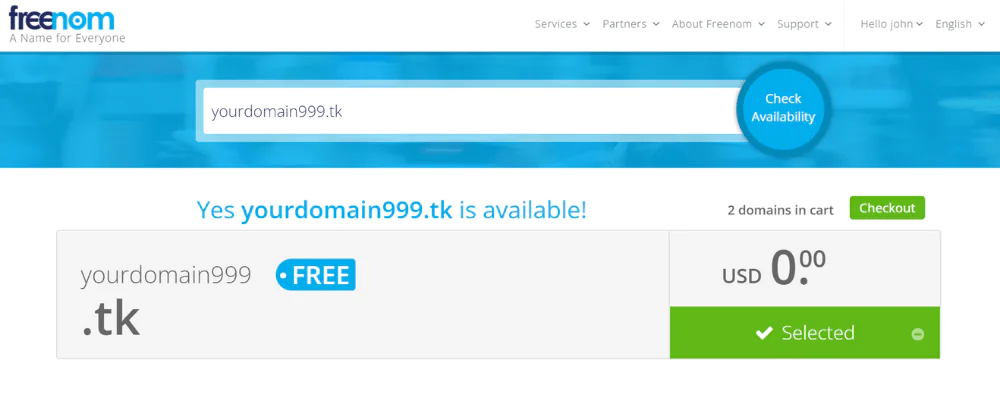 freenom
A Name for Everyone
Services Partners About Freenom Support Hello john English
yourdomain999.tk
Check
Availability
Yes yourdomain999.tk is available!
2 domains in cart
Checkout
yourdomain999
FREE
.tk
USD 0.00
Selected